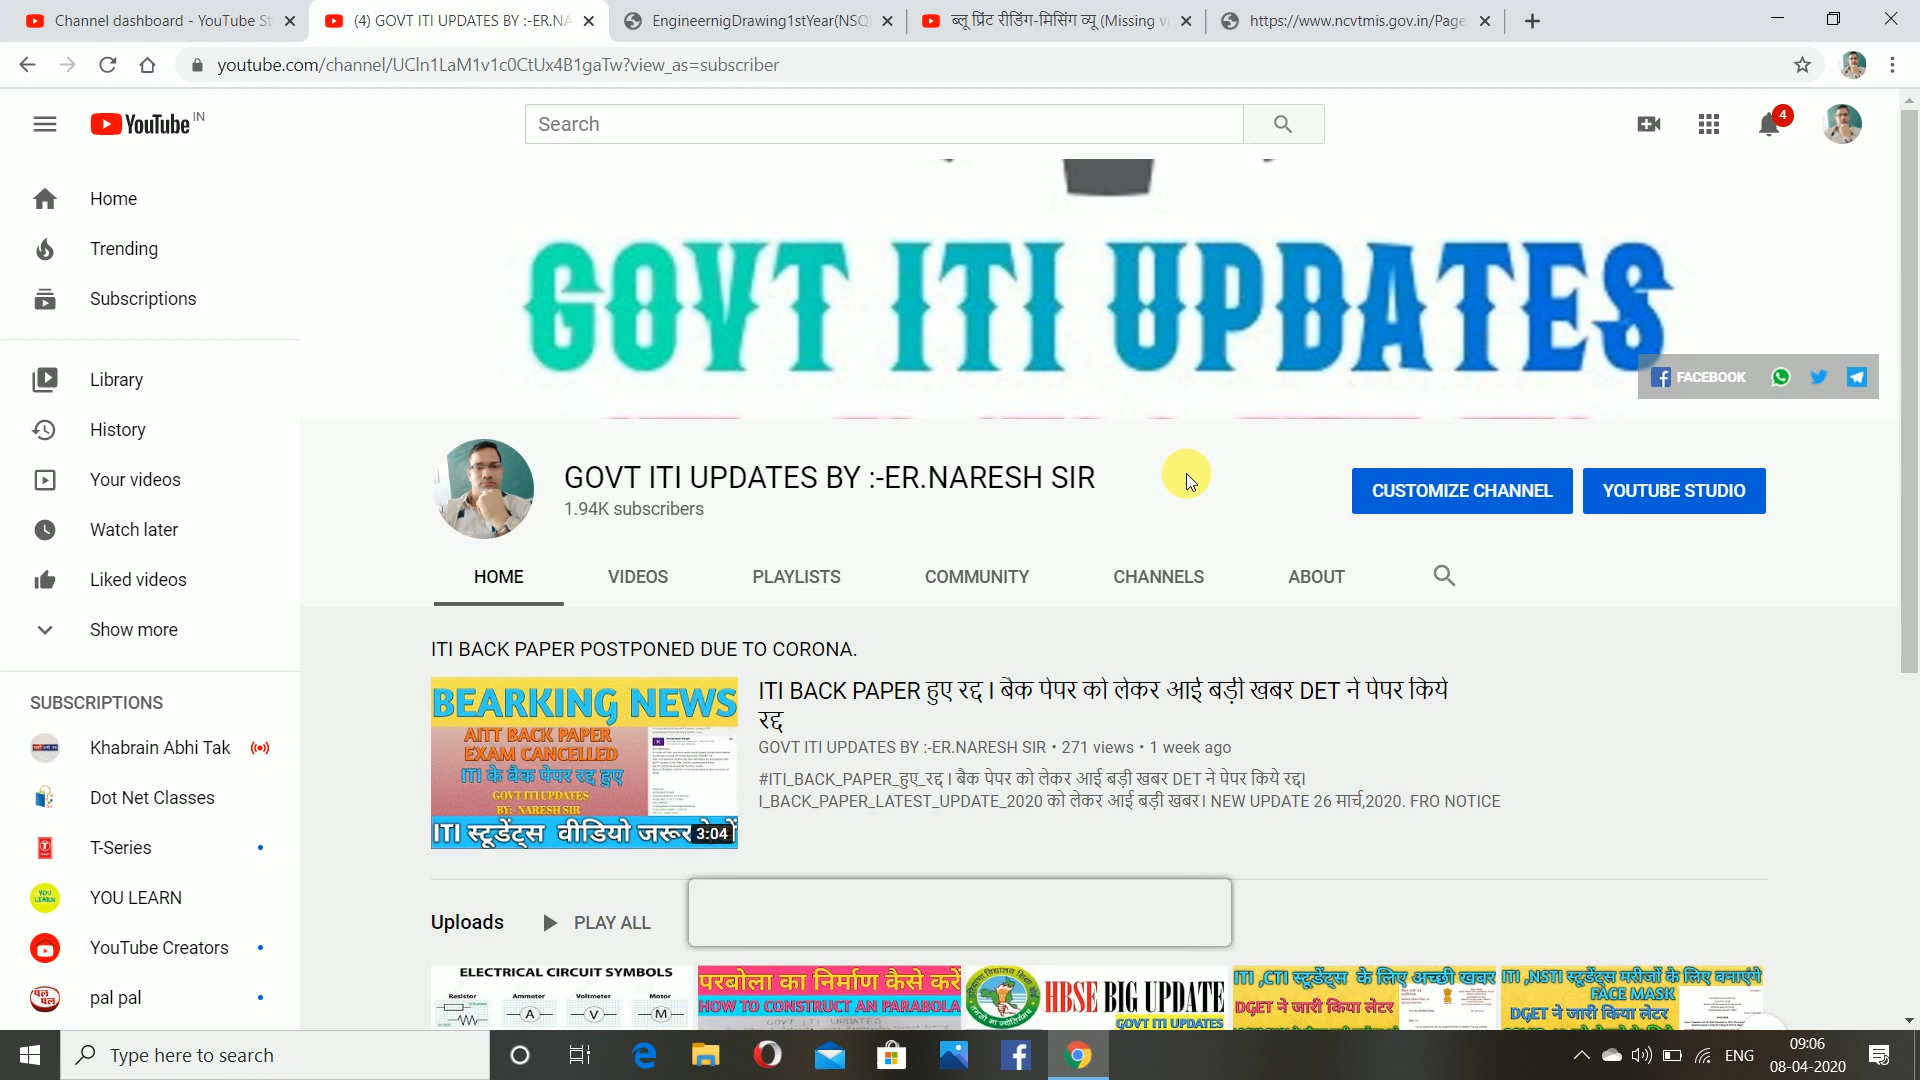 Channel dashboard - YouTube St
(4) GOVT ITI UPDATES BY :-ER.NA
EngineernigDrawing1stYear(NSQ
ब्लू प्रिंट रीडिंग-मिसिंग व्यू (Missing v
https://www.ncvtmis.gov.in/Page
youtube.com/channel/UCln1LaM1v1c0CtUx4B1gaTw?view_as=subscriber
YouTube IN
Search
4
Home
Trending
Subscriptions
Library
History
Your videos
Watch later
Liked videos
Show more
SUBSCRIPTIONS
Khabrain Abhi Tak
Dot Net Classes
T-Series
YOU LEARN
YouTube Creators
pal pal
GOVT ITI UPDATES
FACEBOOK
GOVT ITI UPDATES BY :-ER.NARESH SIR
1.94K subscribers
CUSTOMIZE CHANNEL
YOUTUBE STUDIO
HOME VIDEOS PLAYLISTS COMMUNITY CHANNELS ABOUT
ITI BACK PAPER POSTPONED DUE TO CORONA.
BEARKING NEWS
AITT BACK PAPER
EXAM CANCELLED
ITI के बैक पेपर रद्द हुए
GOVT ITI UPDATES
BY: NARESH SIR
ITI स्टूडेंट्स वीडियो जरूर
3:04
ITI BACK PAPER हुए रद्द I बैक पेपर को लेकर आई बड़ी खबर DET ने पेपर किये
रद्द
GOVT ITI UPDATES BY :-ER.NARESH SIR • 271 views • 1 week ago
#ITI_BACK_PAPER_हुए_रद्द I बैक पेपर को लेकर आई बड़ी खबर DET ने पेपर किये रद्द।
I_BACK_PAPER_LATEST_UPDATE_2020 को लेकर आई बड़ी खबर I NEW UPDATE 26 मार्च,2020. FRO NOTICE
Uploads
PLAY ALL
ELECTRICAL CIRCUIT SYMBOLS
Resistor Ammeter Voltmeter Motor
A V M
परबोला का निर्माण कैसे करें
HOW TO CONSTRUCT AN PARABOLA
GOVT ITI UPDATES
HBSE BIG UPDATE
GOVT ITI UPDATES
ITI ,CTI स्टूडेंट्स के लिए अच्छी खबर
DGET ने जारी किया लेटर
ITI ,NSTI स्टूडेंट्स मरीजों के लिए बनाएंगे
FACE MASK
DGET ने जारी किया लेटर
Type here to search
ENG
09:06
08-04-2020